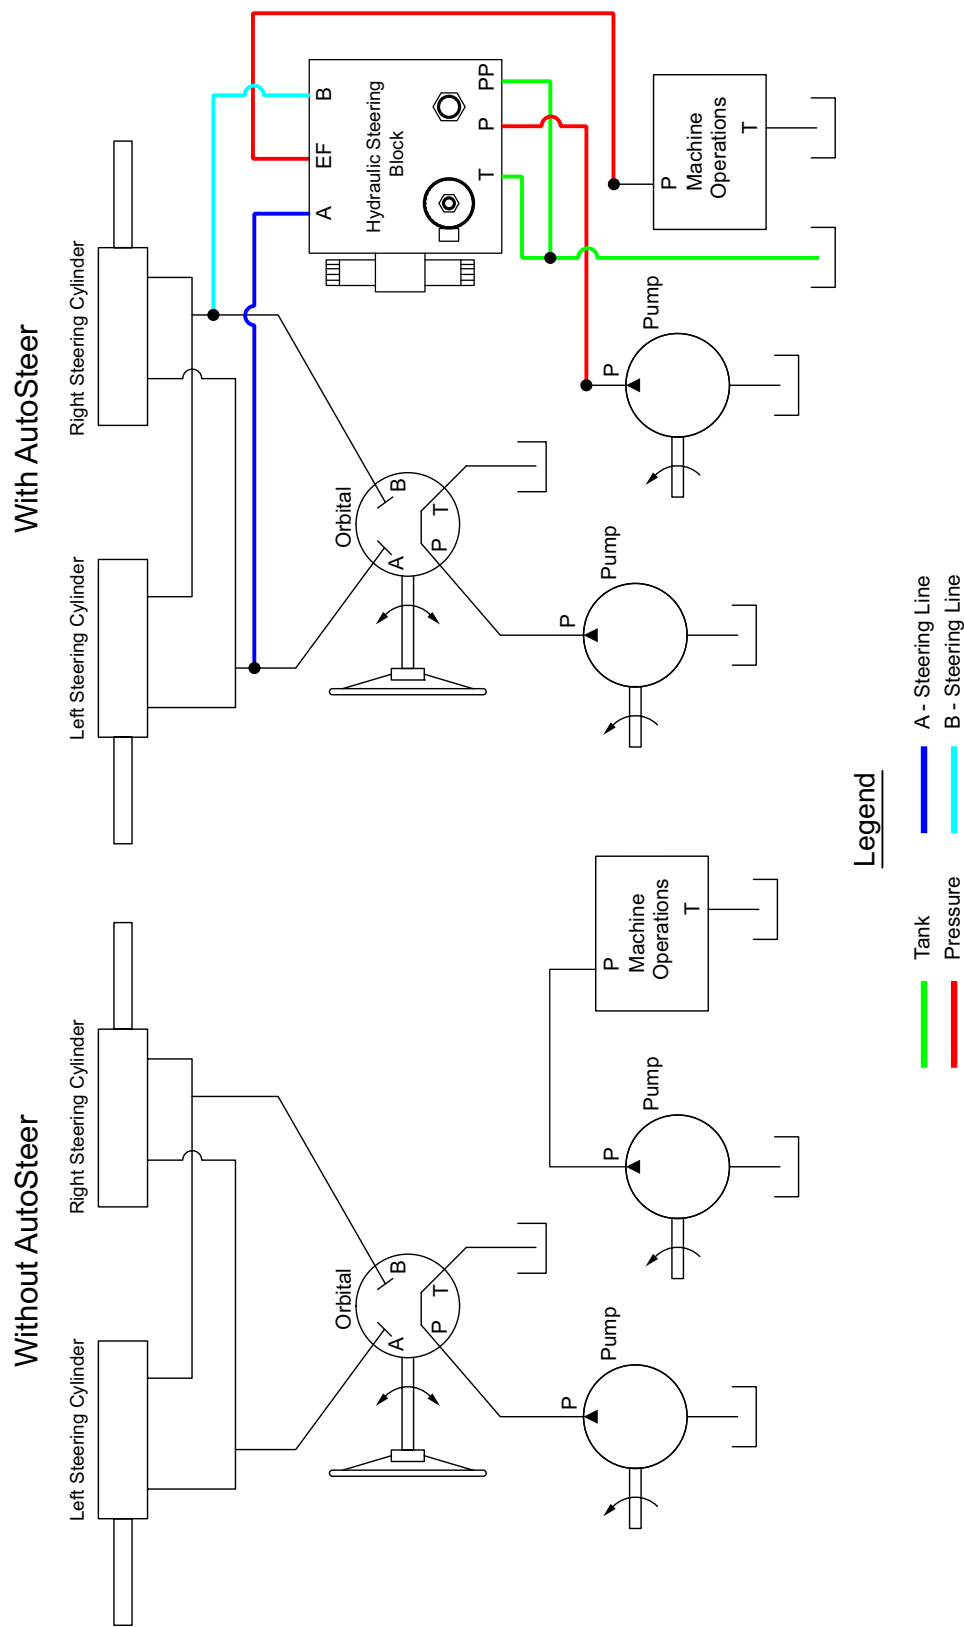 Without AutoSteer
Left Steering Cylinder
Right Steering Cylinder
Orbital
A
B
P
T
Pump
P
Pump
P
P
Machine
Operations
T
With AutoSteer
Left Steering Cylinder
Right Steering Cylinder
Orbital
A
B
P
T
Pump
P
Pump
P
A
EF
B
Hydraulic Steering
Block
T
P
PP
P
Machine
Operations
T
Legend
Tank
A - Steering Line
Pressure
B - Steering Line